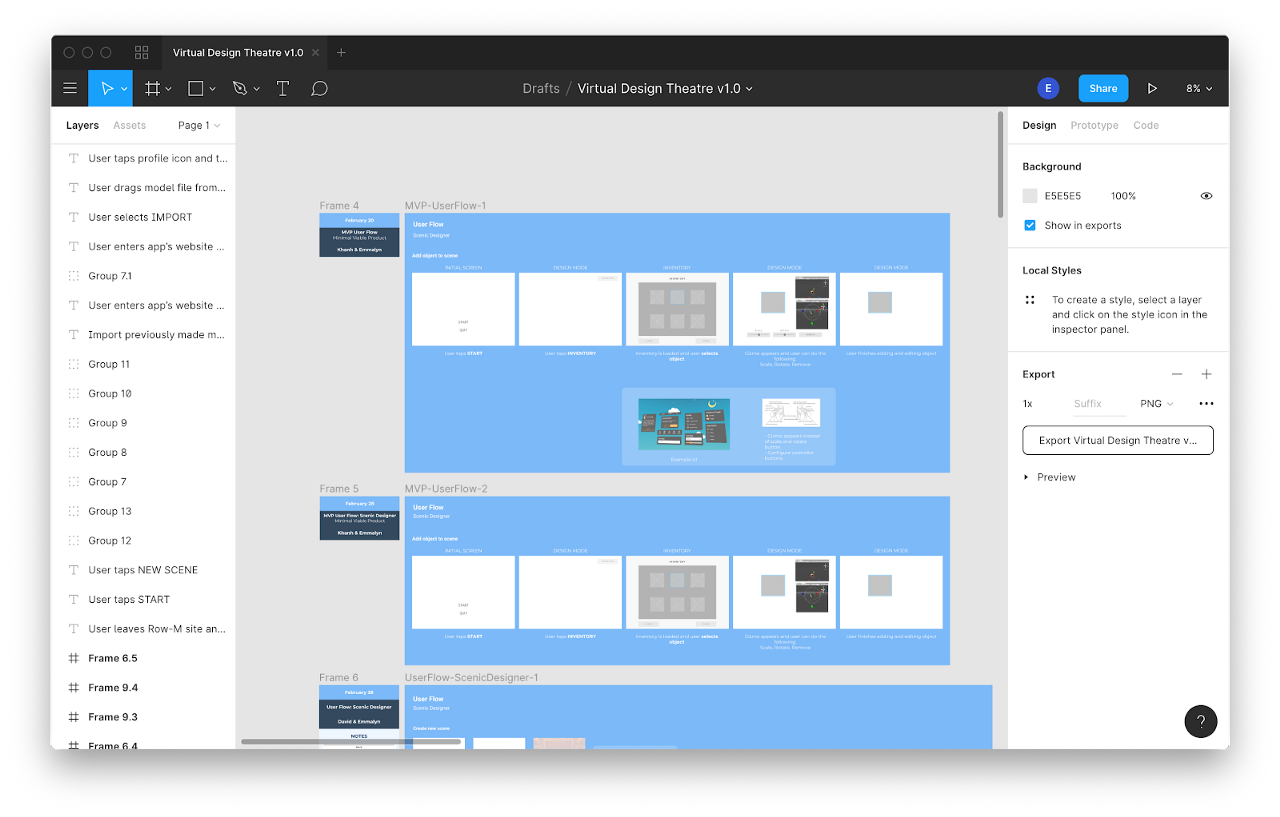 Virtual Design Theatre v1.0 × +
Drafts / Virtual Design Theatre v1.0
E
Share
8%
Layers Assets Page 1
User taps profile icon and t...
User drags model file from...
User selects IMPORT
User enters app's website ...
Group 7.1
User enters app's website ...
Import previously made m...
Group 11
Group 10
Group 9
Group 8
Group 7
Group 13
Group 12
User taps NEW SCENE
User taps START
User leaves Row-M site an...
Frame 6.5
Frame 9.4
Frame 9.3
Frame 6.4
Frame 4
February 20
MVP User Flow
Minimal Viable Product
Khanh & Emmalyn
MVP-UserFlow-1
User Flow
Scenic Designer
Add object to scene
INITIAL SCREEN DESIGN MODE INVENTORY DESIGN MODE DESIGN MODE
START
User taps START
User taps INVENTORY
Inventory is loaded and user selects
object
Gizmo appears and user can do the
following:
Scale, Rotate, Remove
User finishes adding and editing object
Example UI
Frame 5
February 28
MVP User Flow: Scenic Designer
Minimal Viable Product
Khanh & Emmalyn
MVP-UserFlow-2
User Flow
Scenic Designer
Add object to scene
INITIAL SCREEN DESIGN MODE INVENTORY DESIGN MODE DESIGN MODE
START
User taps START
User taps INVENTORY
Inventory is loaded and user selects
object
Gizmo appears and user can do the
following:
Scale, Rotate, Remove
User finishes adding and editing object
Frame 6
February 28
User Flow: Scenic Designer
David & Emmalyn
NOTES
UserFlow-ScenicDesigner-1
User Flow
Scenic Designer
Create new scene
Design Prototype Code
Background
E5E5E5 100%
Show in exports
Local Styles
To create a style, select a layer
and click on the style icon in the
inspector panel.
Export
1x Suffix PNG
Export Virtual Design Theatre v...
Preview
?